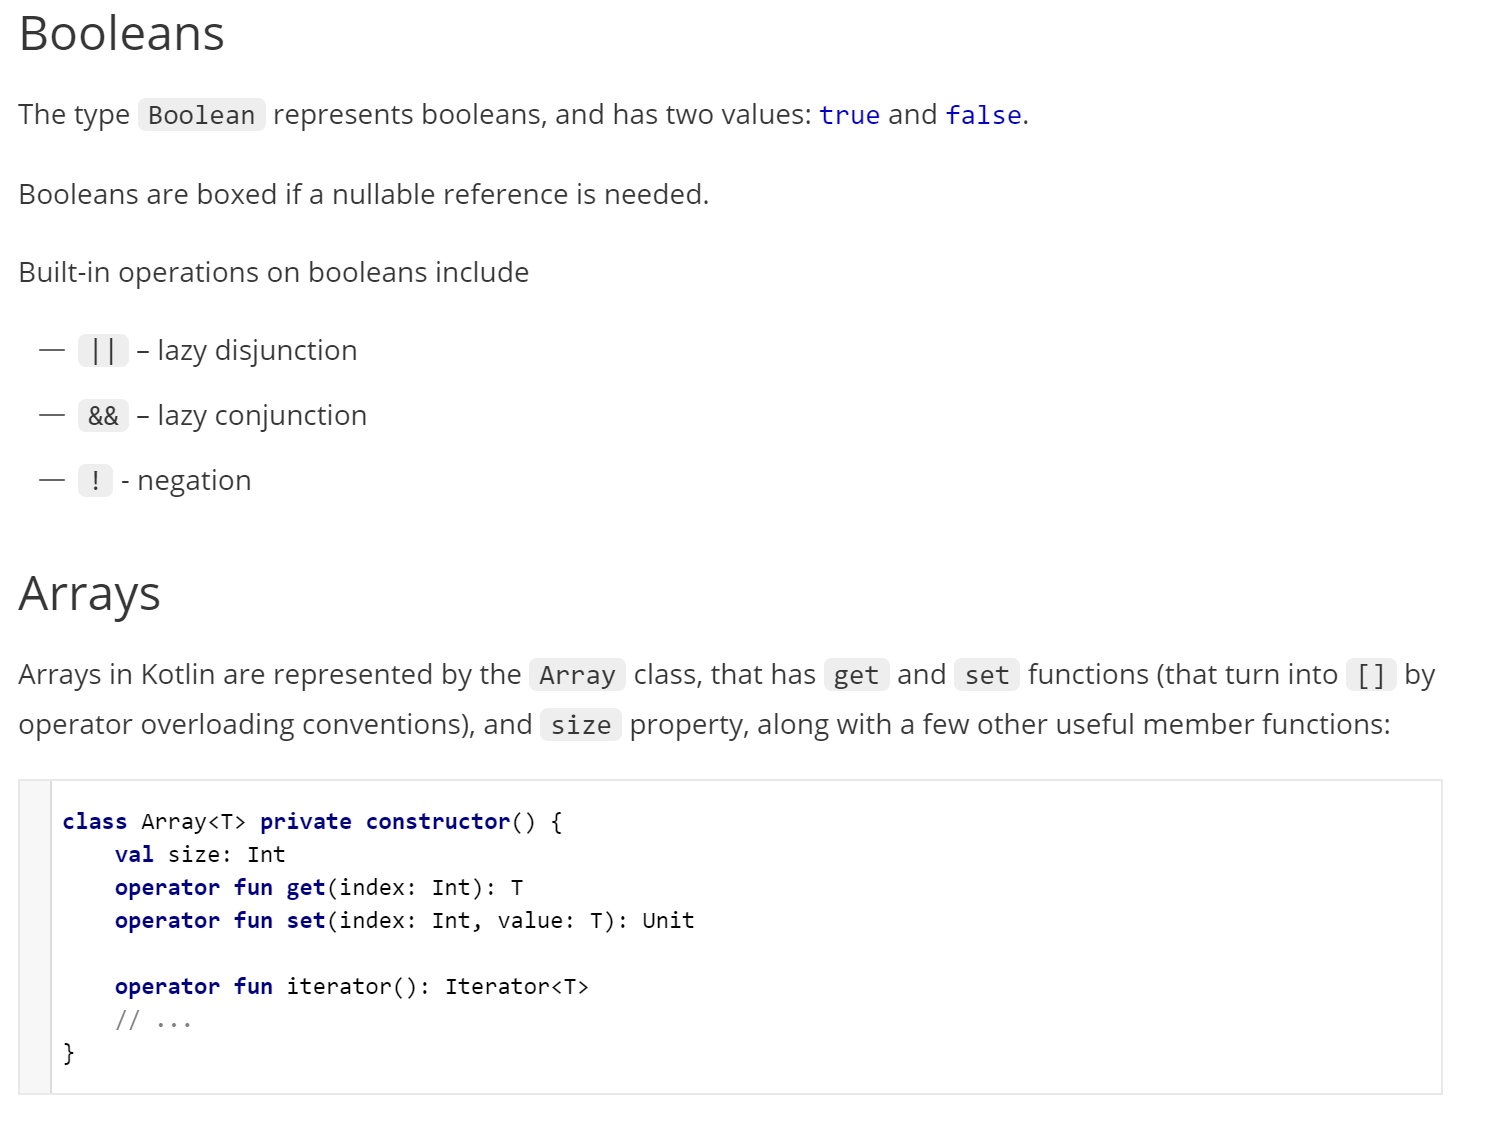 Booleans
The type Boolean represents booleans, and has two values: true and false.
Booleans are boxed if a nullable reference is needed.
Built-in operations on booleans include
— || – lazy disjunction
— && – lazy conjunction
— ! - negation
Arrays
Arrays in Kotlin are represented by the Array class, that has get and set functions (that turn into [] by
operator overloading conventions), and size property, along with a few other useful member functions:
class Array<T> private constructor() {
    val size: Int
    operator fun get(index: Int): T
    operator fun set(index: Int, value: T): Unit
    operator fun iterator(): Iterator<T>
    // ...
}